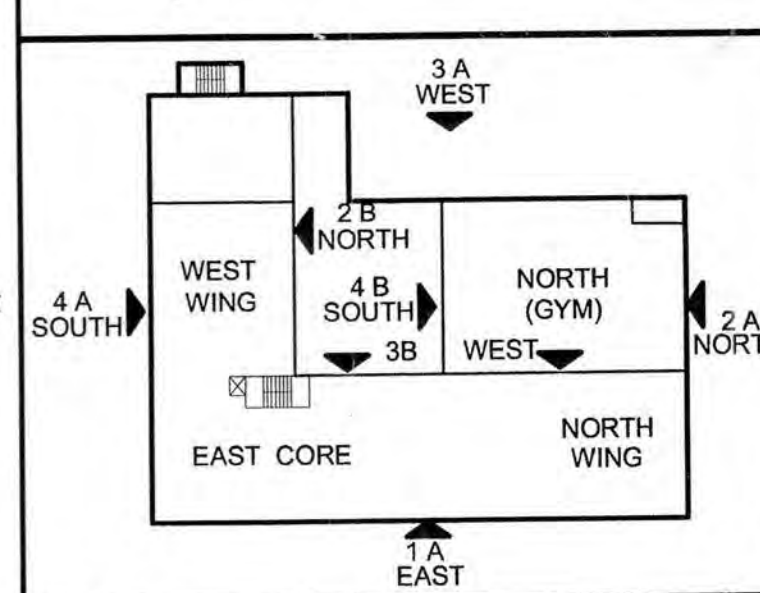 3 A
WEST
2 B
NORTH
WEST
WING
4 B
SOUTH
NORTH
(GYM)
4 A
SOUTH
2 A
NORT
3B
WEST
EAST CORE
NORTH
WING
1 A
EAST